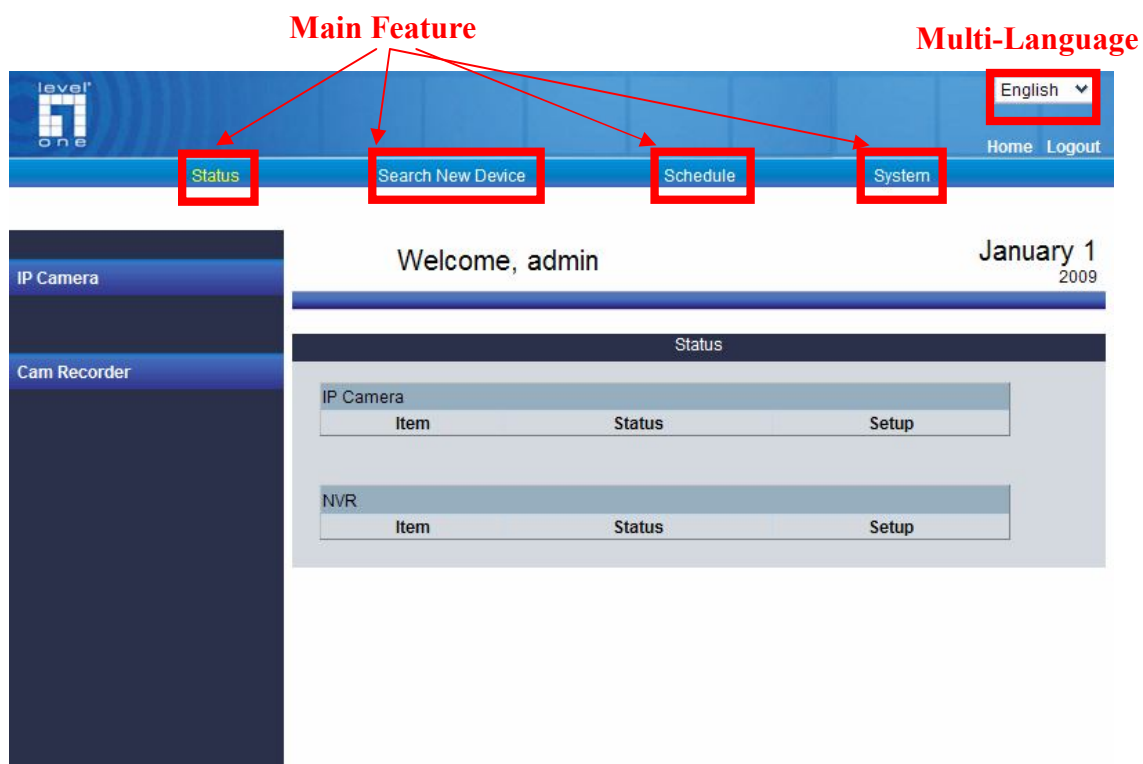 Main Feature
Multi-Language
level
one
English
Home Logout
Status Search New Device Schedule System
Welcome, admin
January 1
2009
IP Camera
Cam Recorder
Status
IP Camera
Item Status Setup
NVR
Item Status Setup